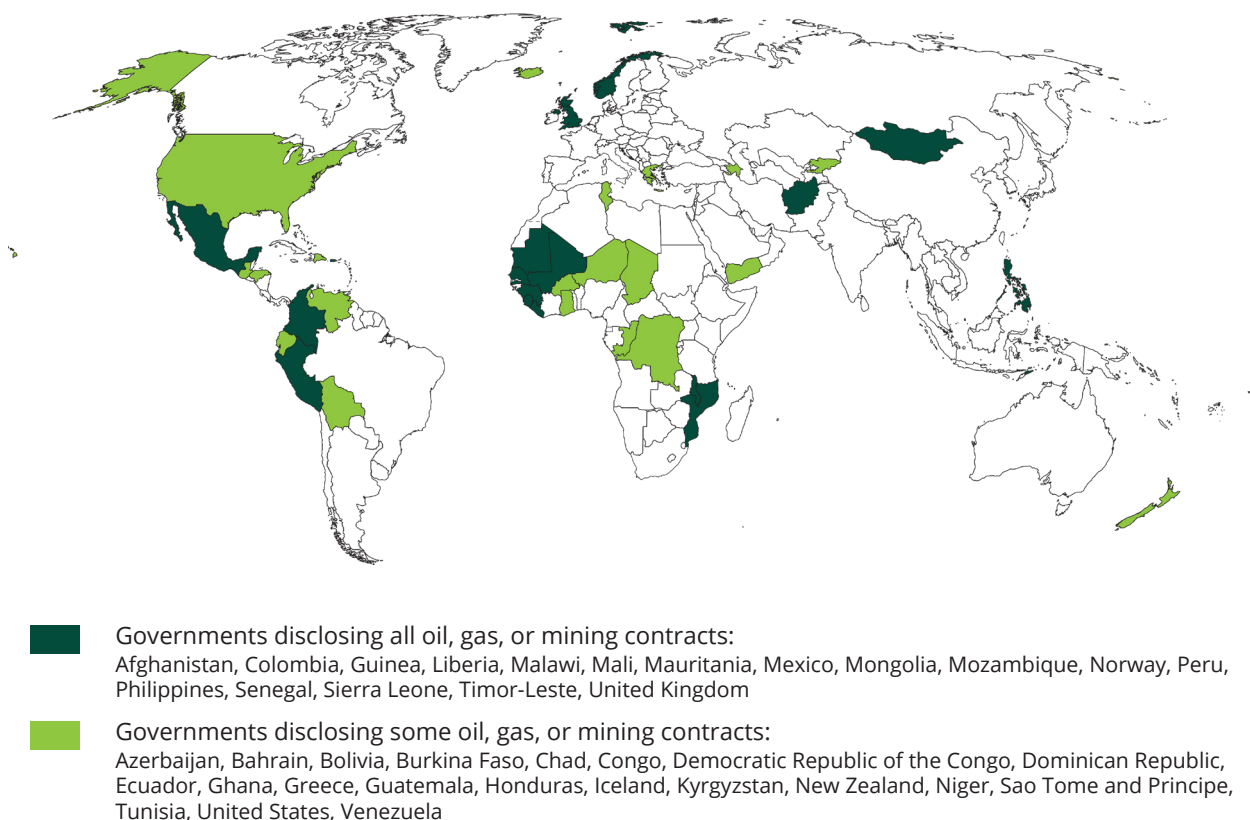 Governments disclosing all oil, gas, or mining contracts:
Afghanistan, Colombia, Guinea, Liberia, Malawi, Mali, Mauritania, Mexico, Mongolia, Mozambique, Norway, Peru,
Philippines, Senegal, Sierra Leone, Timor-Leste, United Kingdom
Governments disclosing some oil, gas, or mining contracts:
Azerbaijan, Bahrain, Bolivia, Burkina Faso, Chad, Congo, Democratic Republic of the Congo, Dominican Republic,
Ecuador, Ghana, Greece, Guatemala, Honduras, Iceland, Kyrgyzstan, New Zealand, Niger, Sao Tome and Principe,
Tunisia, United States, Venezuela